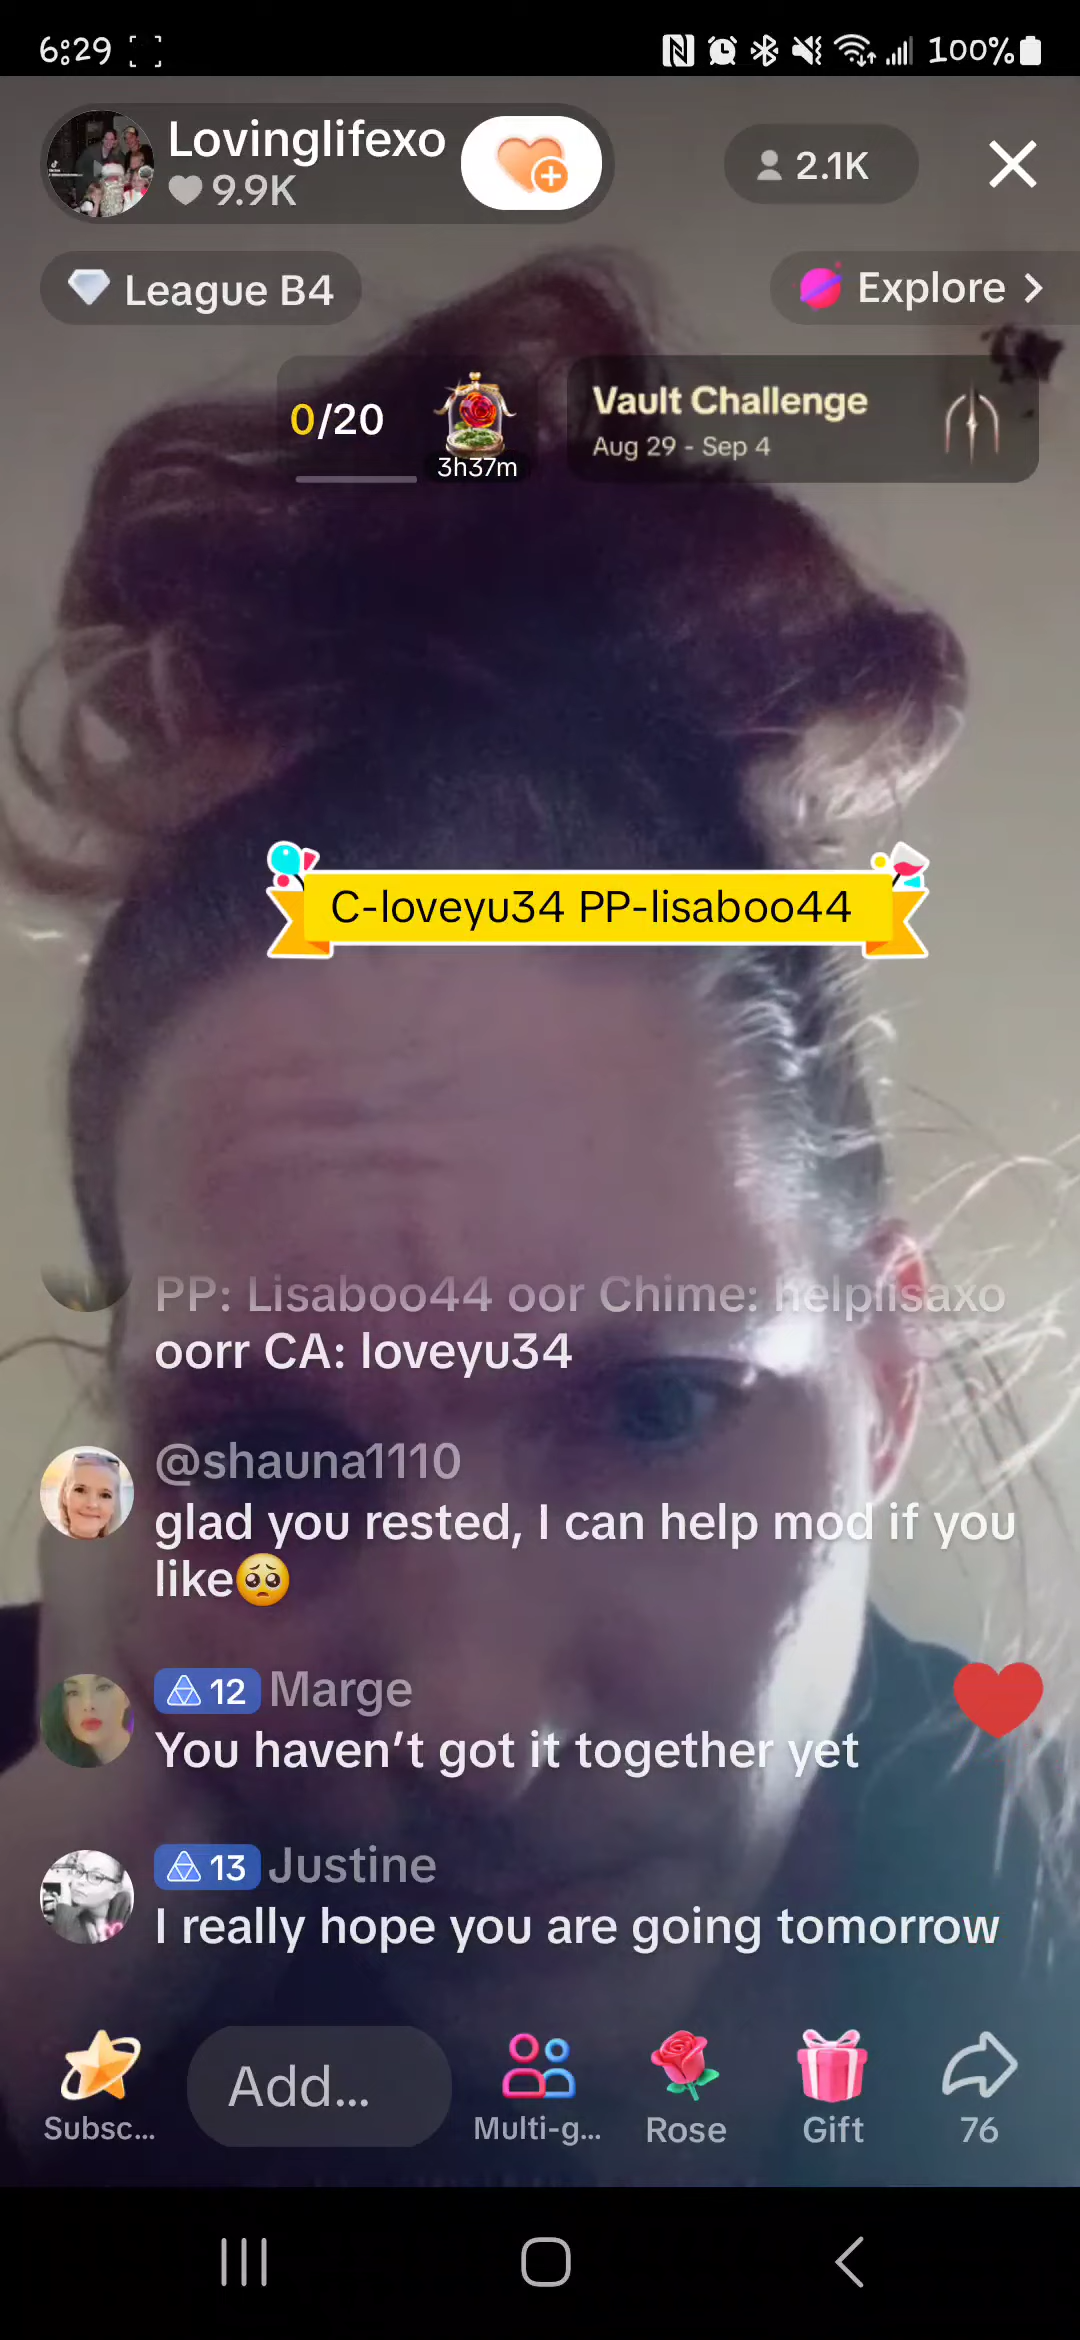 6:29
100%
Lovinglifexo
9.9K
2.1K
League B4
Explore >
0/20
3h37m
Vault Challenge
Aug 29 - Sep 4
C-loveyu34 PP-lisaboo44
PP: Lisaboo44 oor Chime: helplisaxo
oorr CA: loveyu34
@shauna1110
glad you rested, I can help mod if you
like🥺
12 Marge
You haven't got it together yet
13 Justine
I really hope you are going tomorrow
Add...
Subsc...
Multi-g...
Rose
Gift
76